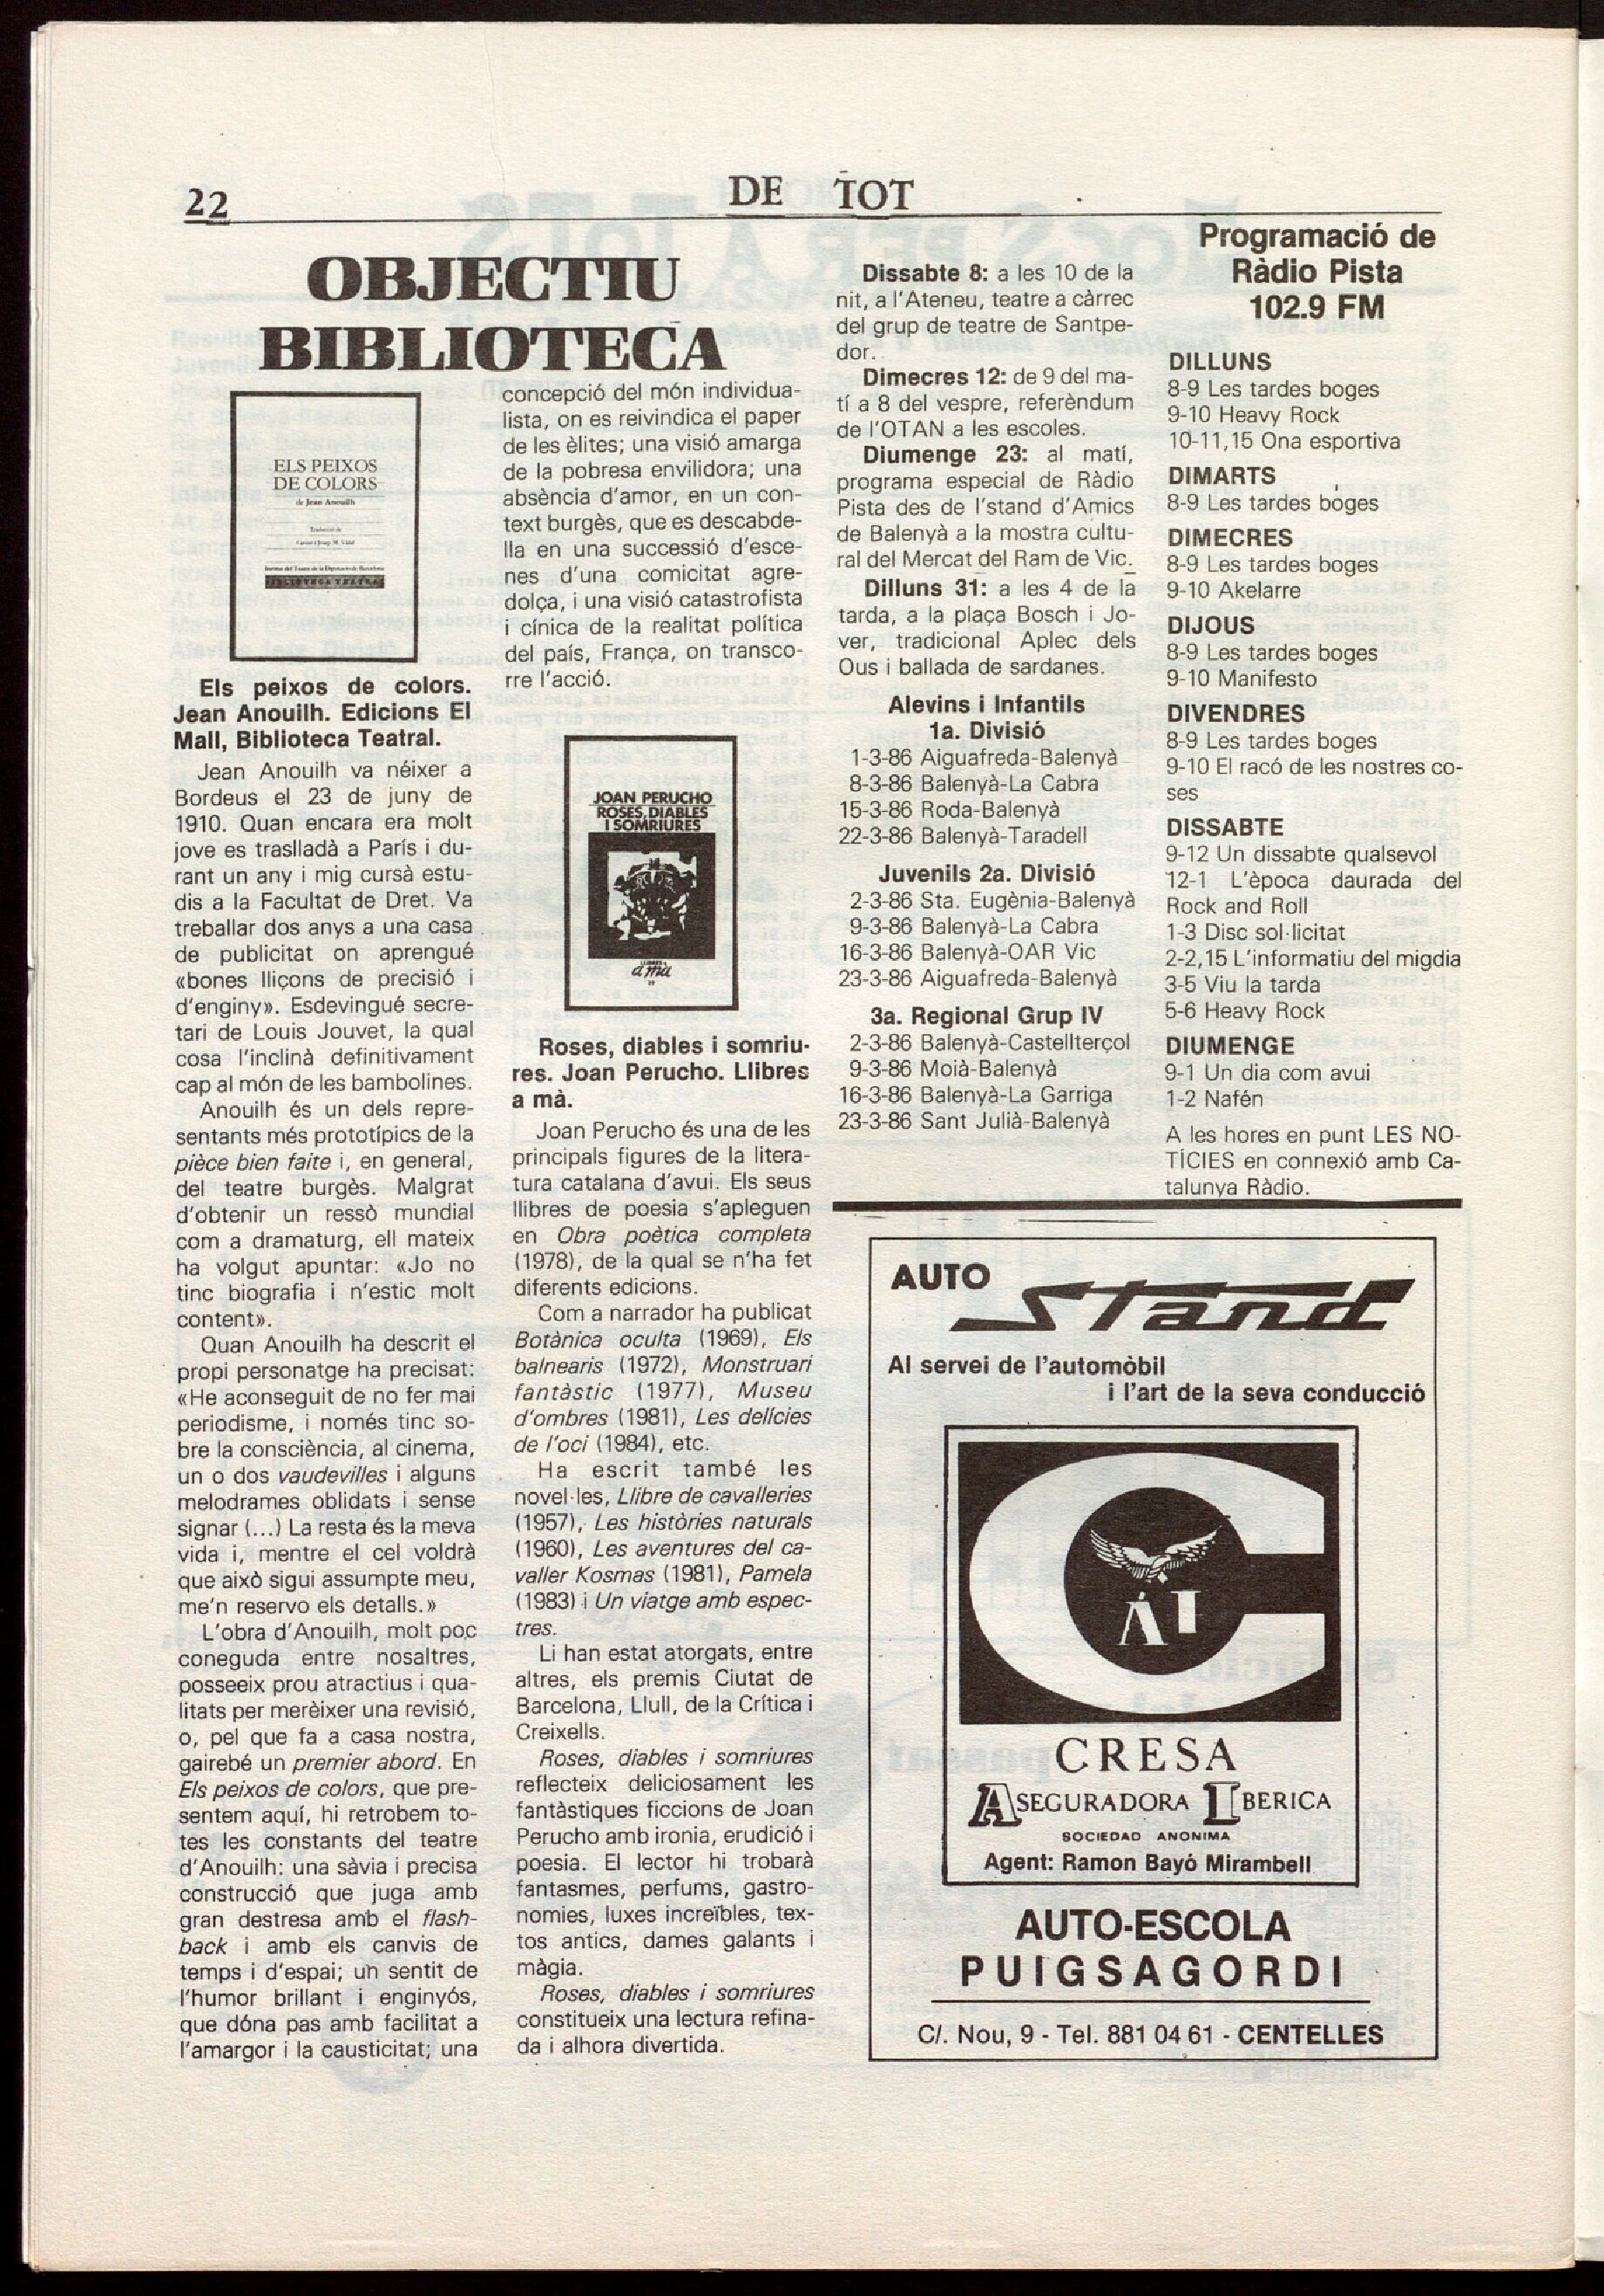 22
DE TOT
OBJECTIU
BIBLIOTECA
ELS PEIXOS
DE COLORS
de Jean Anouilh
BIBLIOTECA TEATRAL
Els peixos de colors.
Jean Anouilh. Edicions El
Mall, Biblioteca Teatral.
Jean Anouilh va néixer a
Bordeus el 23 de juny de
1910. Quan encara era molt
jove es traslladà a París i du-
rant un any i mig cursà estu-
dis a la Facultat de Dret. Va
treballar dos anys a una casa
de publicitat on aprengué
«bones lliçons de precisió i
d'enginy». Esdevingué secre-
tari de Louis Jouvet, la qual
cosa l'inclinà definitivament
cap al món de les bambolines.
Anouilh és un dels repre-
sentants més prototípics de la
pièce bien faite i, en general,
del teatre burgès. Malgrat
d'obtenir un ressò mundial
com a dramaturg, ell mateix
ha volgut apuntar: «Jo no
tinc biografia i n'estic molt
content».
Quan Anouilh ha descrit el
propi personatge ha precisat:
«He aconseguit de no fer mai
periodisme, i només tinc so-
bre la consciència, al cinema,
un o dos vaudevilles i alguns
melodrames oblidats i sense
signar (...) La resta és la meva
vida i, mentre el cel voldrà
que això sigui assumpte meu,
me'n reservo els detalls.»
L'obra d'Anouilh, molt poc
coneguda entre nosaltres,
posseeix prou atractius i qua-
litats per merèixer una revisió,
o, pel que fa a casa nostra,
gairebé un premier abord. En
Els peixos de colors, que pre-
sentem aquí, hi retrobem to-
tes les constants del teatre
d'Anouilh: una sàvia i precisa
construcció que juga amb
gran destresa amb el flash-
back i amb els canvis de
temps i d'espai; un sentit de
l'humor brillant i enginyós,
que dóna pas amb facilitat a
l'amargor i la causticitat; una
concepció del món individua-
lista, on es reivindica el paper
de les èlites; una visió amarga
de la pobresa envilidora; una
absència d'amor, en un con-
text burgès, que es descabde-
lla en una successió d'esce-
nes d'una comicitat agre-
dolça, i una visió catastrofista
i cínica de la realitat política
del país, França, on transco-
rre l'acció.
JOAN PERUCHO
ROSES, DIABLES
I SOMRIURES
LLIBRES
a mà
Roses, diables i somriu-
res. Joan Perucho. Llibres
a mà.
Joan Perucho és una de les
principals figures de la litera-
tura catalana d'avui. Els seus
llibres de poesia s'apleguen
en Obra poètica completa
(1978), de la qual se n'ha fet
diferents edicions.
Com a narrador ha publicat
Botànica oculta (1969), Els
balnearis (1972), Monstruari
fantàstic (1977), Museu
d'ombres (1981), Les delícies
de l'oci (1984), etc.
Ha escrit també les
novel·les, Llibre de cavalleries
(1957), Les històries naturals
(1960), Les aventures del ca-
valler Kosmas (1981), Pamela
(1983) i Un viatge amb espec-
tres.
Li han estat atorgats, entre
altres, els premis Ciutat de
Barcelona, Llull, de la Crítica i
Creixells.
Roses, diables i somriures
reflecteix deliciosament les
fantàstiques ficcions de Joan
Perucho amb ironia, erudició i
poesia. El lector hi trobarà
fantasmes, perfums, gastro-
nomies, luxes increïbles, tex-
tos antics, dames galants i
màgia.
Roses, diables i somriures
constitueix una lectura refina-
da i alhora divertida.
Dissabte 8: a les 10 de la
nit, a l'Ateneu, teatre a càrrec
del grup de teatre de Santpe-
dor.
Dimecres 12: de 9 del ma-
tí a 8 del vespre, referèndum
de l'OTAN a les escoles.
Diumenge 23: al matí,
programa especial de Ràdio
Pista des de l'stand d'Amics
de Balenyà a la mostra cultu-
ral del Mercat del Ram de Vic.
Dilluns 31: a les 4 de la
tarda, a la plaça Bosch i Jo-
ver, tradicional Aplec dels
Ous i ballada de sardanes.
Alevins i Infantils
1a. Divisió
1-3-86 Aiguafreda-Balenyà
8-3-86 Balenyà-La Cabra
15-3-86 Roda-Balenyà
22-3-86 Balenyà-Taradell
Juvenils 2a. Divisió
2-3-86 Sta. Eugènia-Balenyà
9-3-86 Balenyà-La Cabra
16-3-86 Balenyà-OAR Vic
23-3-86 Aiguafreda-Balenyà
3a. Regional Grup IV
2-3-86 Balenyà-Castellterçol
9-3-86 Moià-Balenyà
16-3-86 Balenyà-La Garriga
23-3-86 Sant Julià-Balenyà
Programació de
Ràdio Pista
102.9 FM
DILLUNS
8-9 Les tardes boges
9-10 Heavy Rock
10-11,15 Ona esportiva
DIMARTS
8-9 Les tardes boges
DIMECRES
8-9 Les tardes boges
9-10 Akelarre
DIJOUS
8-9 Les tardes boges
9-10 Manifesto
DIVENDRES
8-9 Les tardes boges
9-10 El racó de les nostres co-
ses
DISSABTE
9-12 Un dissabte qualsevol
12-1 L'època daurada del
Rock and Roll
1-3 Disc sol·licitat
2-2,15 L'informatiu del migdia
3-5 Viu la tarda
5-6 Heavy Rock
DIUMENGE
9-1 Un dia com avui
1-2 Nafén
A les hores en punt LES NO-
TÍCIES en connexió amb Ca-
talunya Ràdio.
AUTO Stand
Al servei de l'automòbil
i l'art de la seva conducció
C
AI
CRESA
ASEGURADORA IBERICA
SOCIEDAD ANONIMA
Agent: Ramon Bayó Mirambell
AUTO-ESCOLA
PUIGSAGORDI
C/. Nou, 9 - Tel. 881 04 61 - CENTELLES